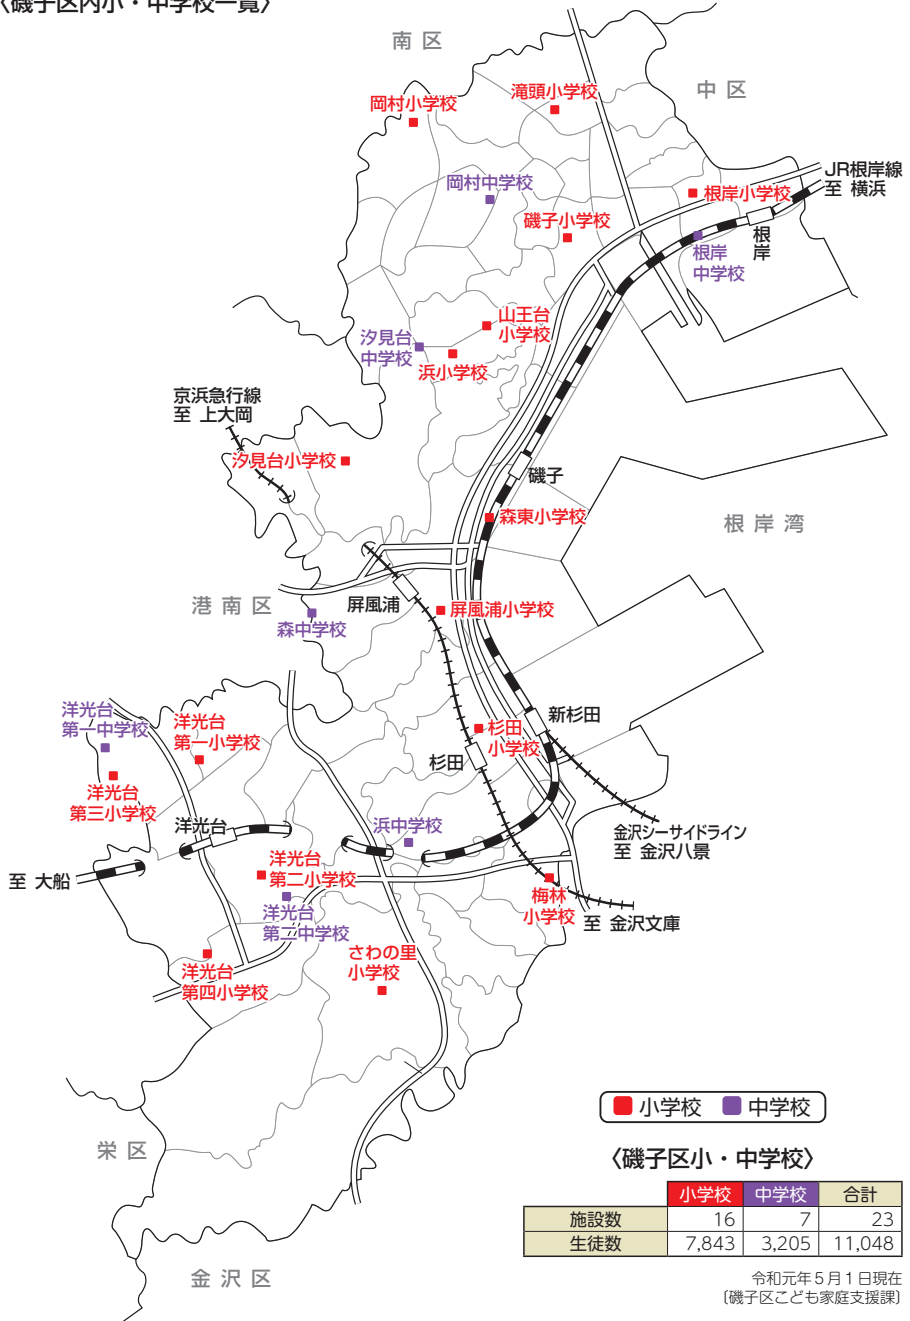 〈磯子区内小・中学校一覧〉
南区
中区
岡村小学校
滝頭小学校
JR根岸線
至 横浜
岡村中学校
根岸小学校
磯子小学校
根岸
根岸
中学校
山王台
小学校
汐見台
中学校
浜小学校
京浜急行線
至 上大岡
汐見台小学校
磯子
森東小学校
根岸湾
港南区
屏風浦
屏風浦小学校
森中学校
洋光台
第一中学校
洋光台
第一小学校
新杉田
杉田
小学校
杉田
洋光台
第三小学校
洋光台
浜中学校
金沢シーサイドライン
至 金沢八景
至 大船
洋光台
第二小学校
梅林
小学校
洋光台
第二中学校
至 金沢文庫
さわの里
小学校
洋光台
第四小学校
小学校 中学校
栄区
〈磯子区小・中学校〉
小学校 中学校 合計
施設数 16 7 23
生徒数 7,843 3,205 11,048
金沢区
令和元年5月1日現在
〔磯子区こども家庭支援課〕